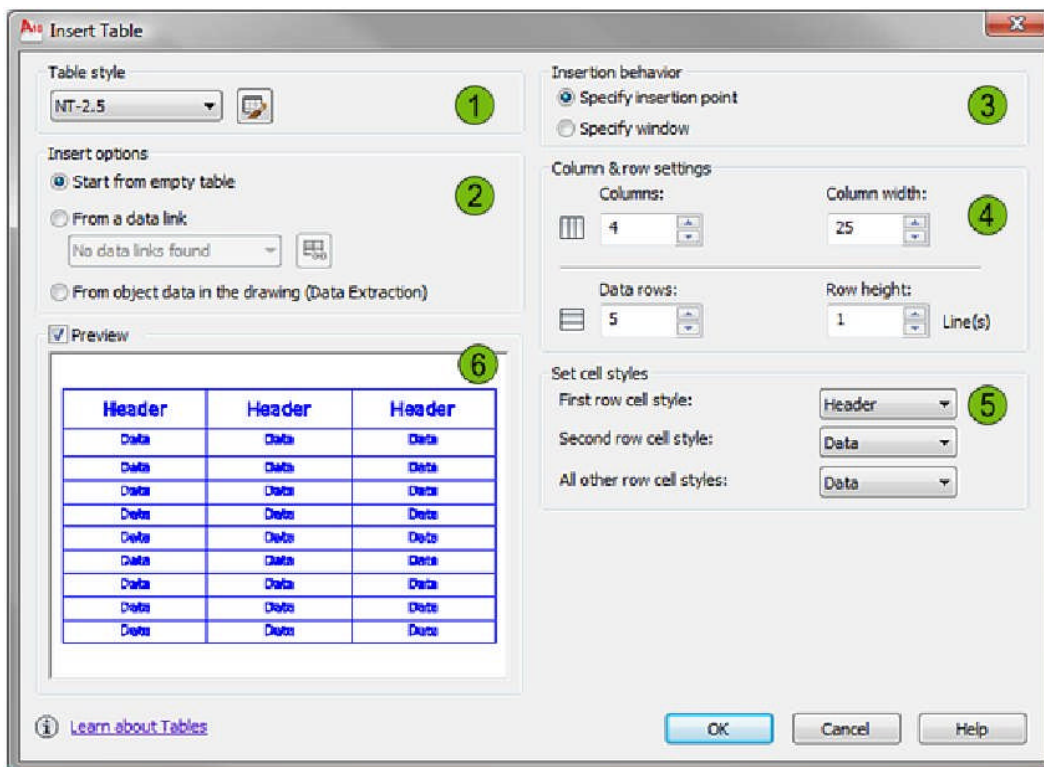 Insert Table
Table style
NT-2.5
1
Insert options
Start from empty table
2
From a data link
No data links found
From object data in the drawing (Data Extraction)
Preview
6
Header Header Header
Data Data Data
Data Data Data
Data Data Data
Data Data Data
Data Data Data
Data Data Data
Data Data Data
Data Data Data
Data Data Data
Insertion behavior
Specify insertion point
3
Specify window
Column & row settings
Columns: Column width:
4 25
4
Data rows: Row height:
5 1 Line(s)
Set cell styles
First row cell style: Header
5
Second row cell style: Data
All other row cell styles: Data
Learn about Tables
OK Cancel Help